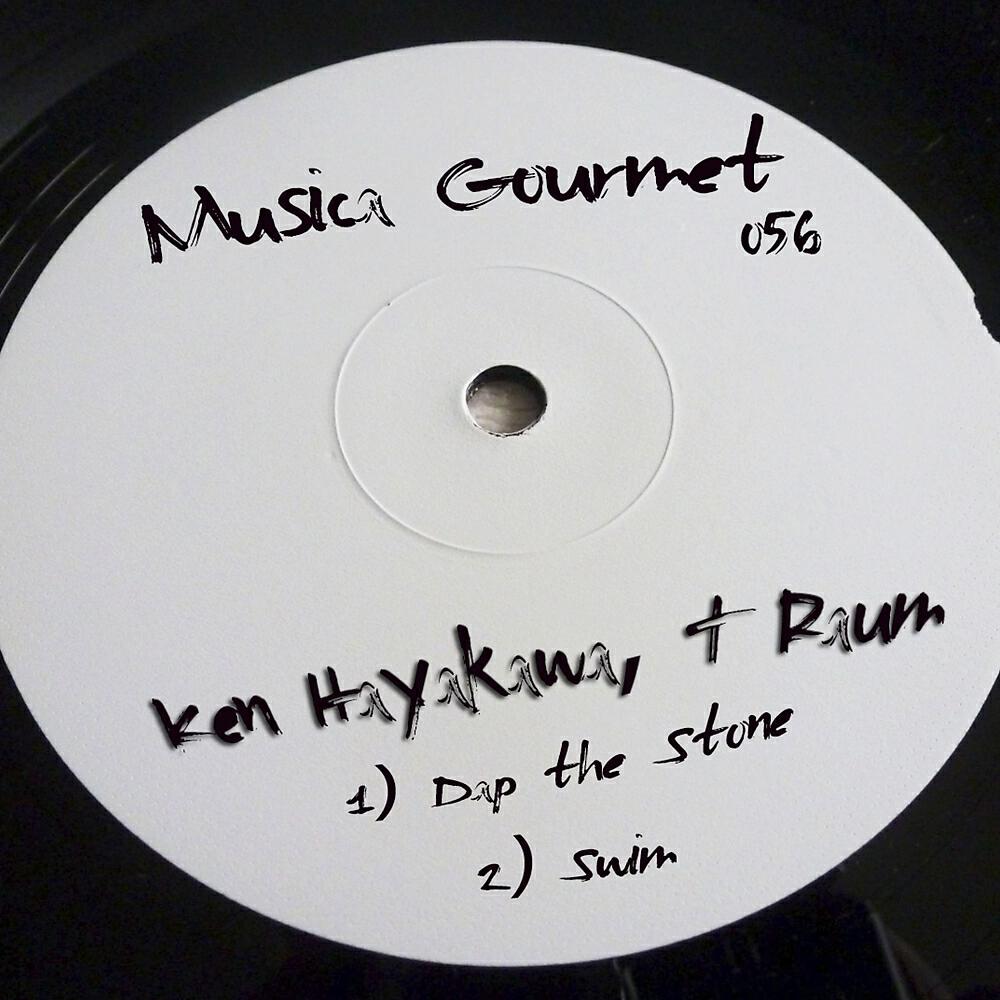 Musica Gourmet
056
Ken Hayakawa, + Raum
1) Dap the Stone
2) Swim